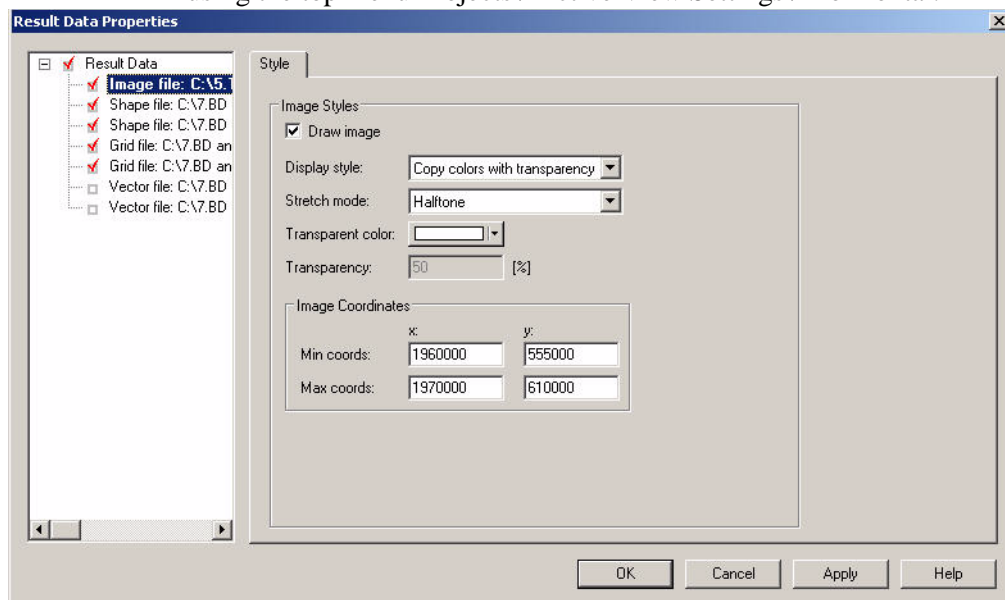 Result Data Properties
Result Data
Image file: C:\5.
Shape file: C:\7.BD
Shape file: C:\7.BD
Grid file: C:\7.BD an
Grid file: C:\7.BD an
Vector file: C:\7.BD
Vector file: C:\7.BD
Style
Image Styles
Draw image
Display style: Copy colors with transparency
Stretch mode: Halftone
Transparent color:
Transparency: 50 [%]
Image Coordinates
x: y:
Min coords: 1960000 555000
Max coords: 1970000 610000
OK Cancel Apply Help